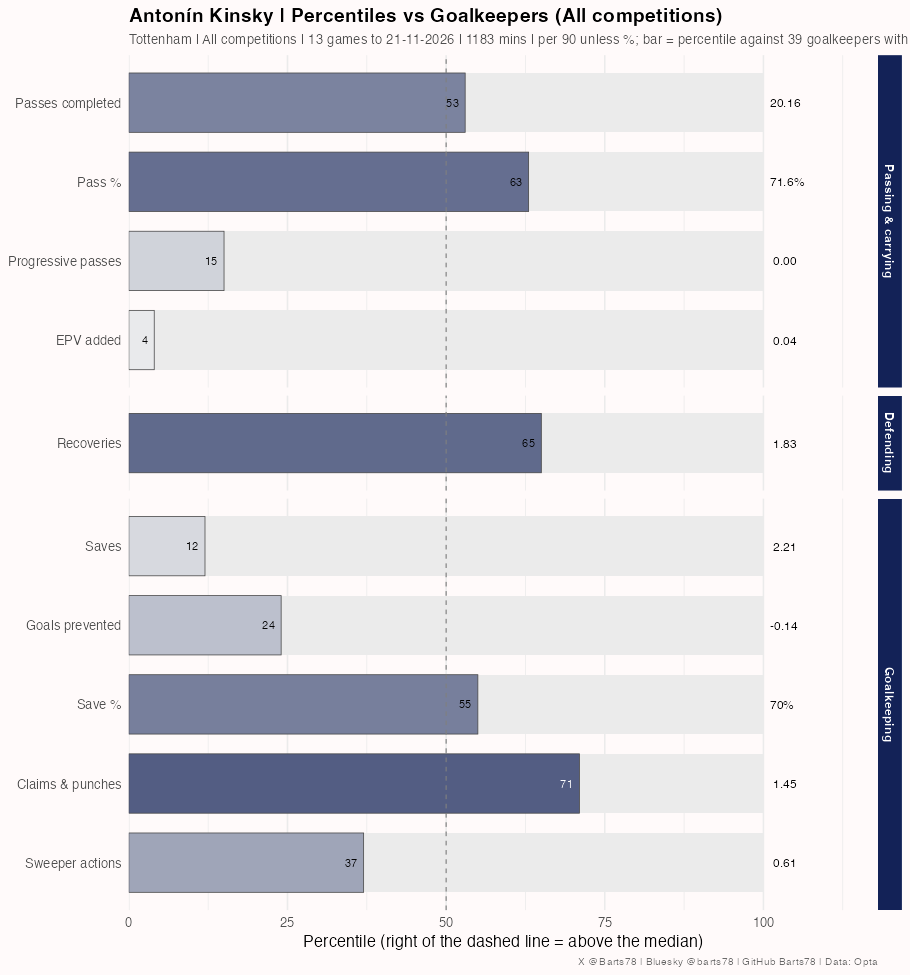 Antonín Kinsky | Percentiles vs Goalkeepers (All competitions)
Tottenham | All competitions | 13 games to 21-11-2026 | 1183 mins | per 90 unless %; bar = percentile against 39 goalkeepers with
Passes completed 53 20.16
Pass % 63 71.6%
Progressive passes 15 0.00
EPV added 4 0.04
Passing & carrying
Recoveries 65 1.83
Defending
Saves 12 2.21
Goals prevented 24 -0.14
Save % 55 70%
Claims & punches 71 1.45
Sweeper actions 37 0.61
Goalkeeping
0 25 50 75 100
Percentile (right of the dashed line = above the median)
X @Barts78 | Bluesky @barts78 | GitHub Barts78 | Data: Opta